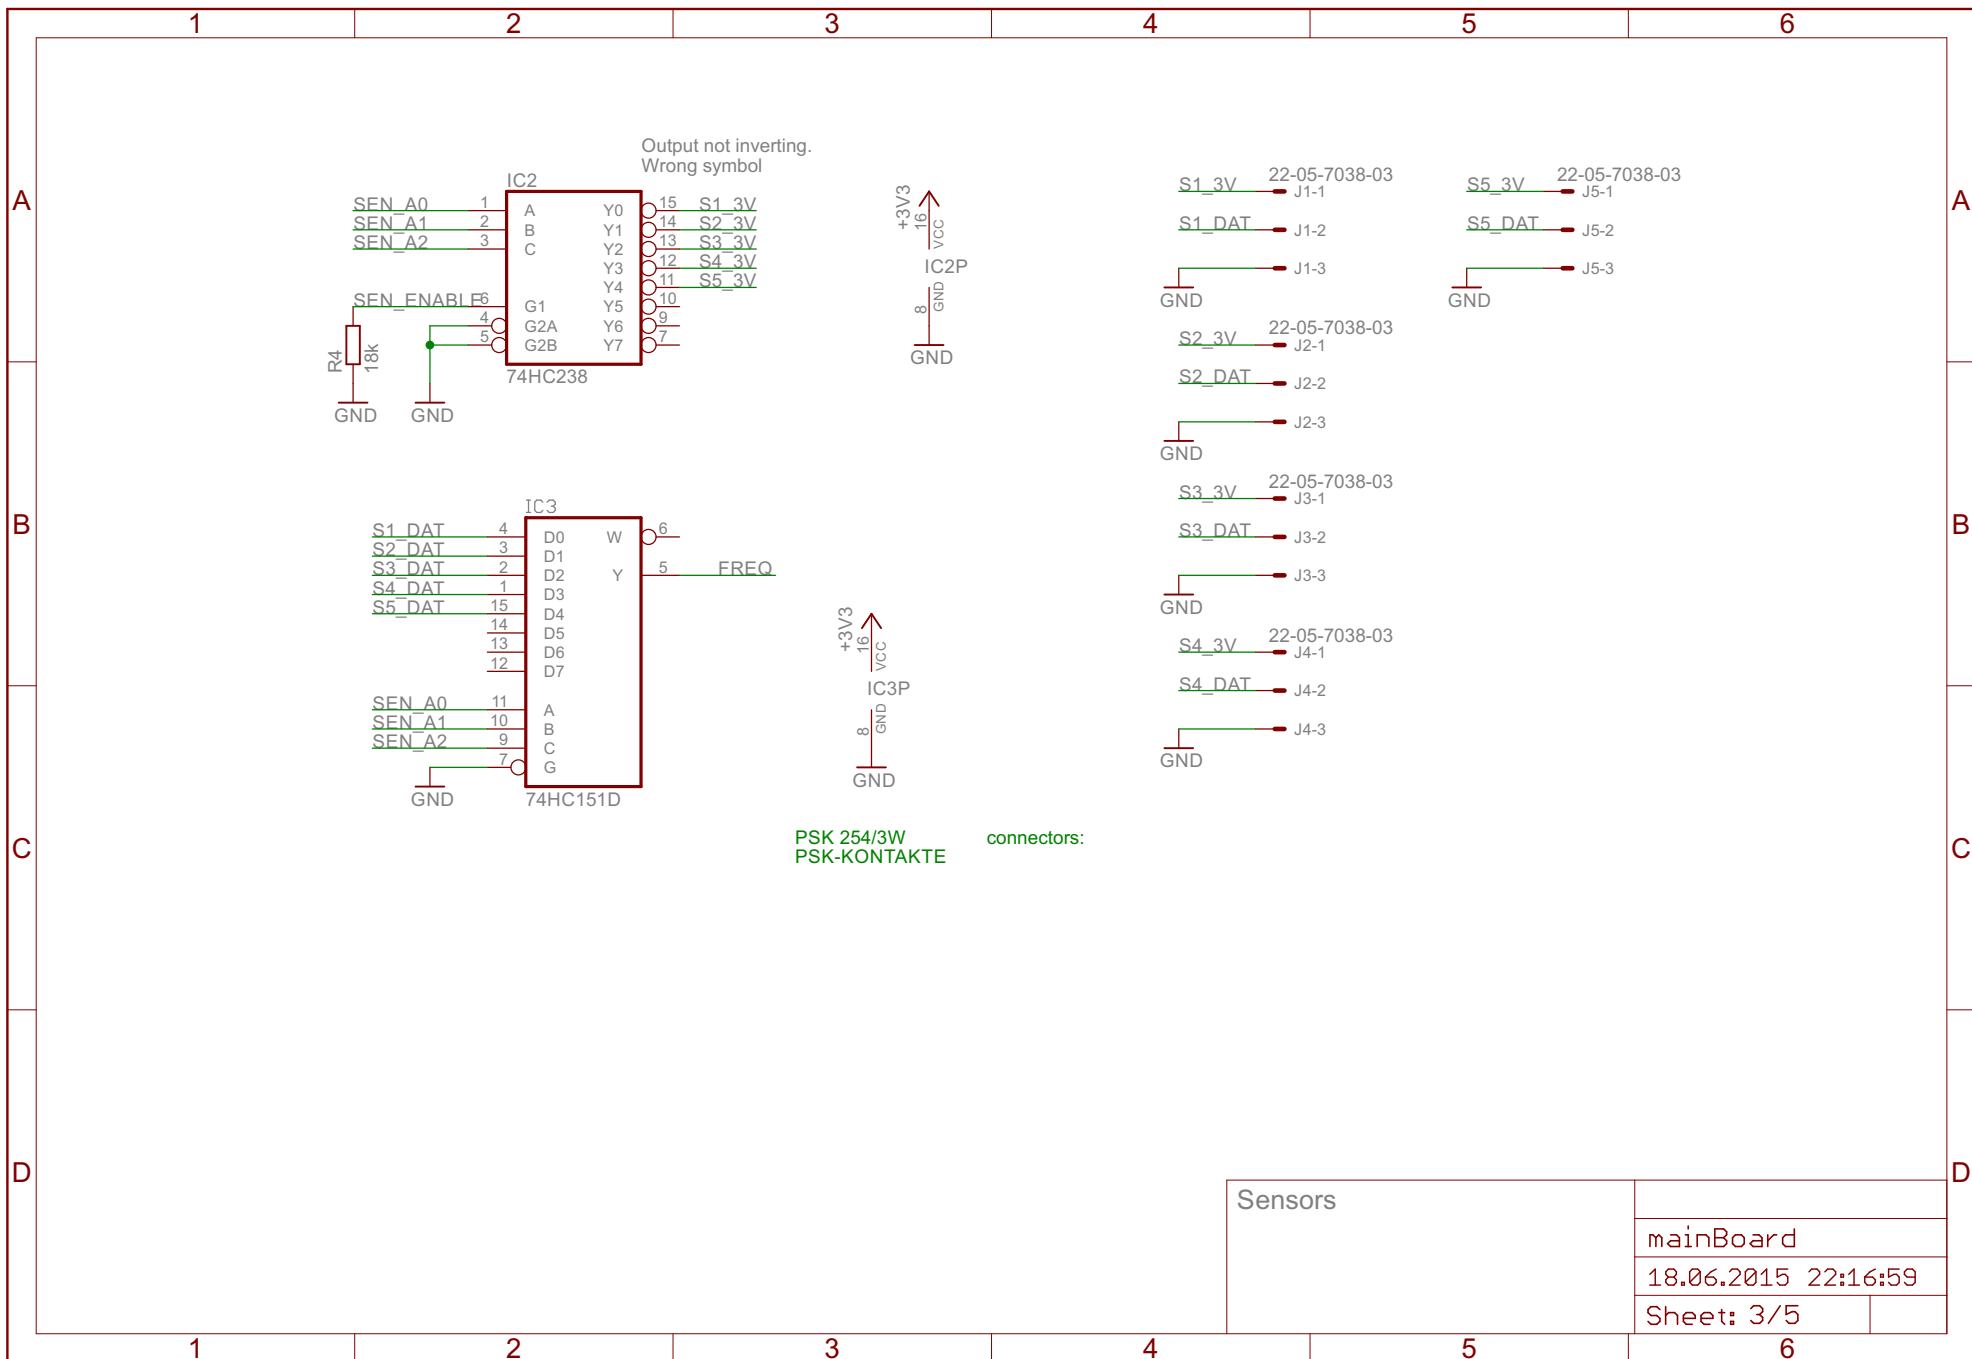 1 2 3 4 5 6
A A
B B
C C
D D
1 2 3 4 5 6
Output not inverting.
Wrong symbol
IC2
SEN_A0 1 A Y0 15 S1_3V
SEN_A1 2 B Y1 14 S2_3V
SEN_A2 3 C Y2 13 S3_3V
Y3 12 S4_3V
Y4 11 S5_3V
SEN_ENABLE 6 G1 Y5 10
4 G2A Y6 9
5 G2B Y7 7
74HC238
R4
18k
GND
GND
+3V3
16
VCC
IC2P
8
GND
GND
IC3
S1_DAT 4 D0 W 6
S2_DAT 3 D1
S3_DAT 2 D2 Y 5 FREQ
S4_DAT 1 D3
S5_DAT 15 D4
14 D5
13 D6
12 D7
SEN_A0 11 A
SEN_A1 10 B
SEN_A2 9 C
7 G
GND
74HC151D
+3V3
16
VCC
IC3P
8
GND
GND
PSK 254/3W connectors:
PSK-KONTAKTE
22-05-7038-03
S1_3V J1-1
S1_DAT J1-2
J1-3
GND
22-05-7038-03
S2_3V J2-1
S2_DAT J2-2
J2-3
GND
22-05-7038-03
S3_3V J3-1
S3_DAT J3-2
J3-3
GND
22-05-7038-03
S4_3V J4-1
S4_DAT J4-2
J4-3
GND
22-05-7038-03
S5_3V J5-1
S5_DAT J5-2
J5-3
GND
Sensors
mainBoard
18.06.2015 22:16:59
Sheet: 3/5